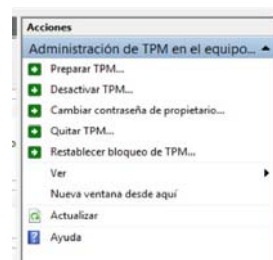 Acciones
Administración de TPM en el equipo...
Preparar TPM...
Desactivar TPM...
Cambiar contraseña de propietario...
Quitar TPM...
Restablecer bloqueo de TPM...
Ver
Nueva ventana desde aquí
Actualizar
Ayuda